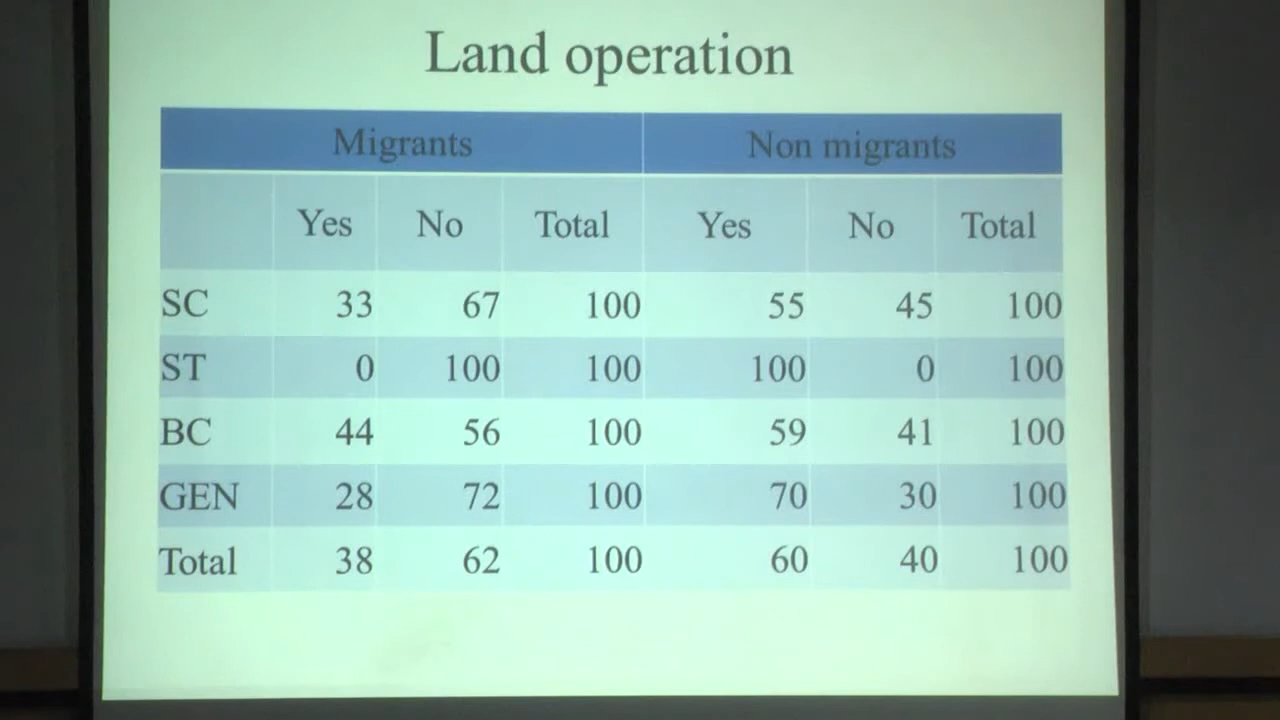 Land operation
Migrants Non migrants
Yes No Total Yes No Total
SC 33 67 100 55 45 100
ST 0 100 100 100 0 100
BC 44 56 100 59 41 100
GEN 28 72 100 70 30 100
Total 38 62 100 60 40 100